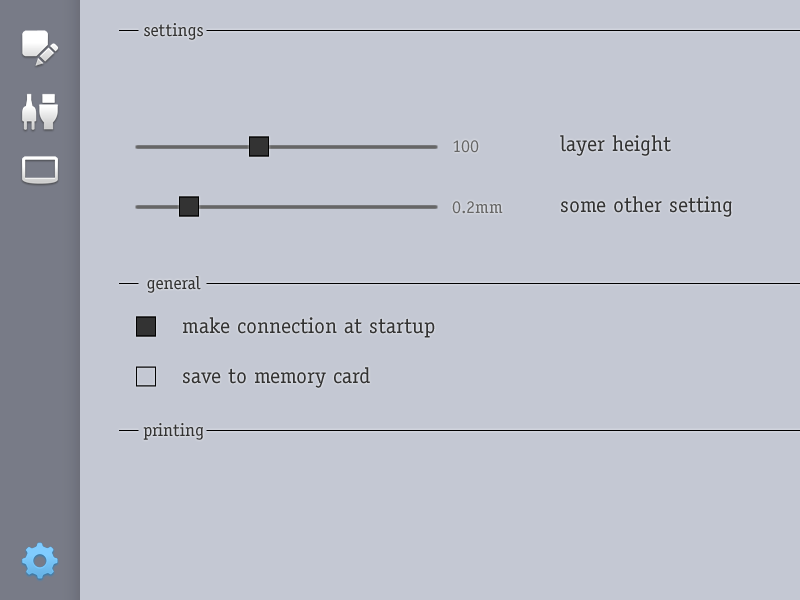 settings
100 layer height
0.2mm some other setting
general
make connection at startup
save to memory card
printing